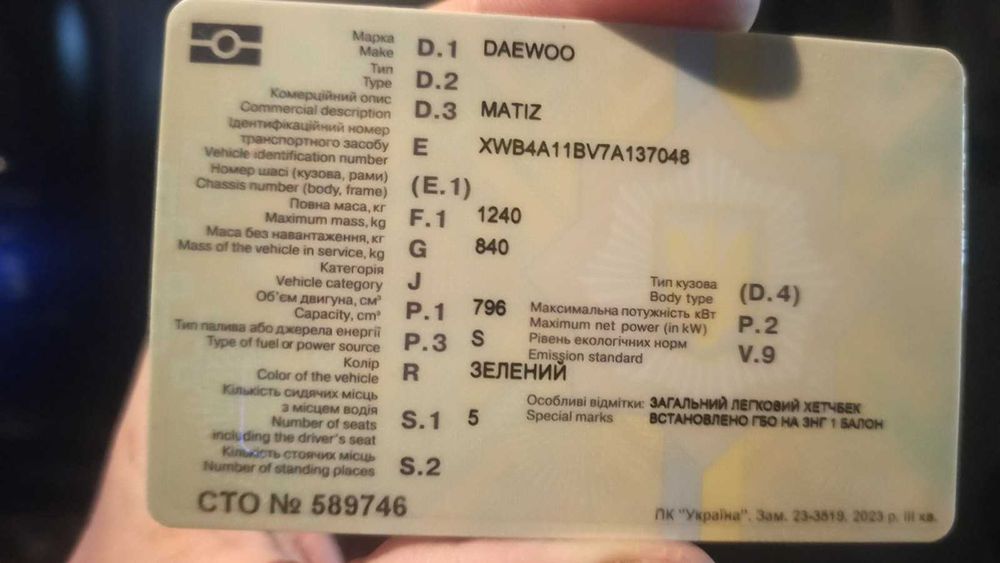 Марка
Make D.1 DAEWOO
Тип
Type D.2
Комерційний опис
Commercial description D.3 MATIZ
Ідентифікаційний номер
транспортного засобу
Vehicle identification number E XWB4A11BV7A137048
Номер шасі (кузова, рами)
Chassis number (body, frame) (E.1)
Повна маса, кг
Maximum mass, kg F.1 1240
Маса без навантаження, кг
Mass of the vehicle in service, kg G 840
Категорія
Vehicle category J
Тип кузова
Body type (D.4)
Об'єм двигуна, см³
Capacity, cm³ P.1 796
Максимальна потужність кВт
Maximum net power (in kW) P.2
Тип палива або джерела енергії
Type of fuel or power source P.3 S
Рівень екологічних норм
Emission standard V.9
Колір
Color of the vehicle R ЗЕЛЕНИЙ
Кількість сидячих місць
з місцем водія
Number of seats
including the driver's seat S.1 5
Особливі відмітки: ЗАГАЛЬНИЙ ЛЕГКОВИЙ ХЕТЧБЕК
Special marks ВСТАНОВЛЕНО ГБО НА ЗНГ 1 БАЛОН
Кількість стоячих місць
Number of standing places S.2
СТО № 589746
ПК "Україна". Зам. 23-3819. 2023 р. III кв.